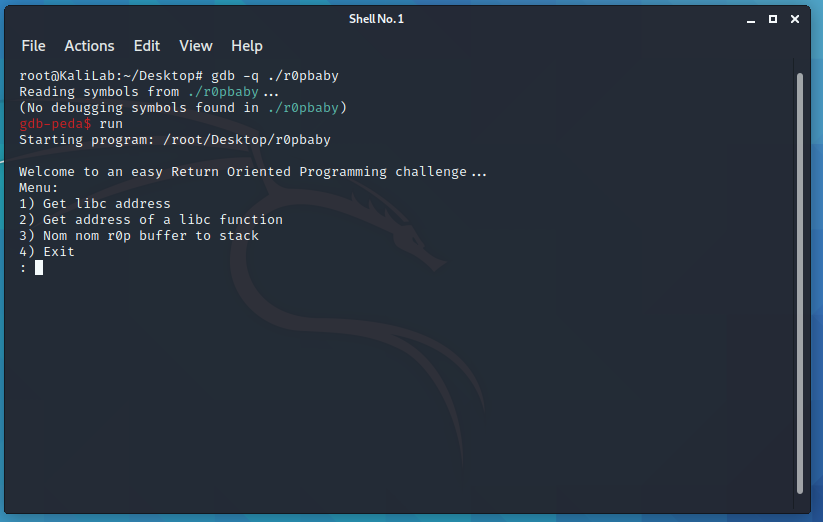 Shell No. 1
File Actions Edit View Help
root@KaliLab:~/Desktop# gdb -q ./r0pbaby
Reading symbols from ./r0pbaby...
(No debugging symbols found in ./r0pbaby)
gdb-peda$ run
Starting program: /root/Desktop/r0pbaby
Welcome to an easy Return Oriented Programming challenge...
Menu:
1) Get libc address
2) Get address of a libc function
3) Nom nom r0p buffer to stack
4) Exit
: